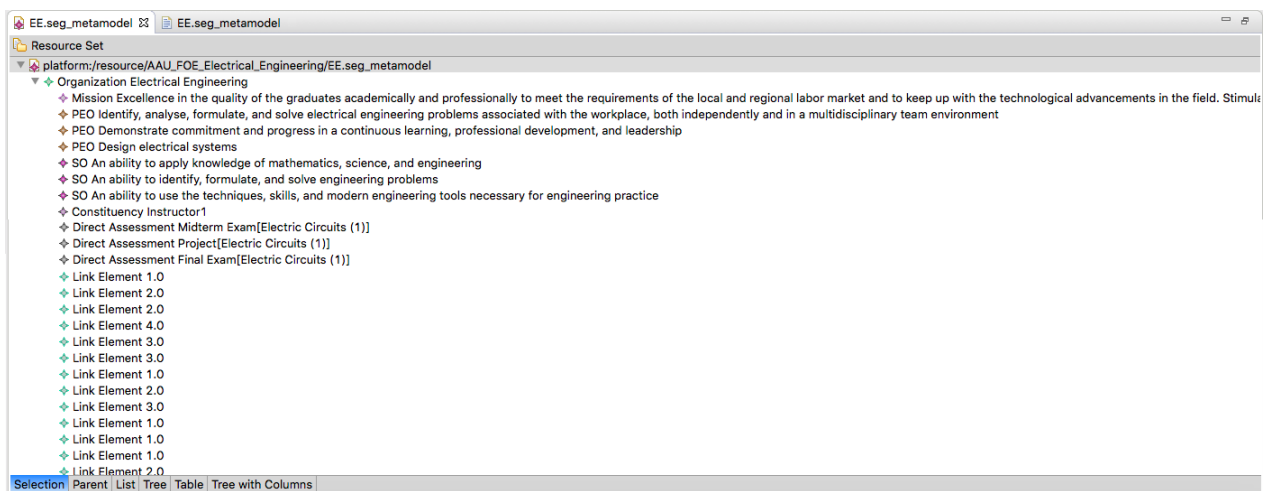 EE.seg_metamodel EE.seg_metamodel
Resource Set
platform:/resource/AAU_FOE_Electrical_Engineering/EE.seg_metamodel
Organization Electrical Engineering
Mission Excellence in the quality of the graduates academically and professionally to meet the requirements of the local and regional labor market and to keep up with the technological advancements in the field. Stimula
PEO Identify, analyse, formulate, and solve electrical engineering problems associated with the workplace, both independently and in a multidisciplinary team environment
PEO Demonstrate commitment and progress in a continuous learning, professional development, and leadership
PEO Design electrical systems
SO An ability to apply knowledge of mathematics, science, and engineering
SO An ability to identify, formulate, and solve engineering problems
SO An ability to use the techniques, skills, and modern engineering tools necessary for engineering practice
Constituency Instructor1
Direct Assessment Midterm Exam[Electric Circuits (1)]
Direct Assessment Project[Electric Circuits (1)]
Direct Assessment Final Exam[Electric Circuits (1)]
Link Element 1.0
Link Element 2.0
Link Element 2.0
Link Element 4.0
Link Element 3.0
Link Element 3.0
Link Element 1.0
Link Element 2.0
Link Element 3.0
Link Element 1.0
Link Element 1.0
Link Element 1.0
Link Element 2.0
Selection Parent List Tree Table Tree with Columns